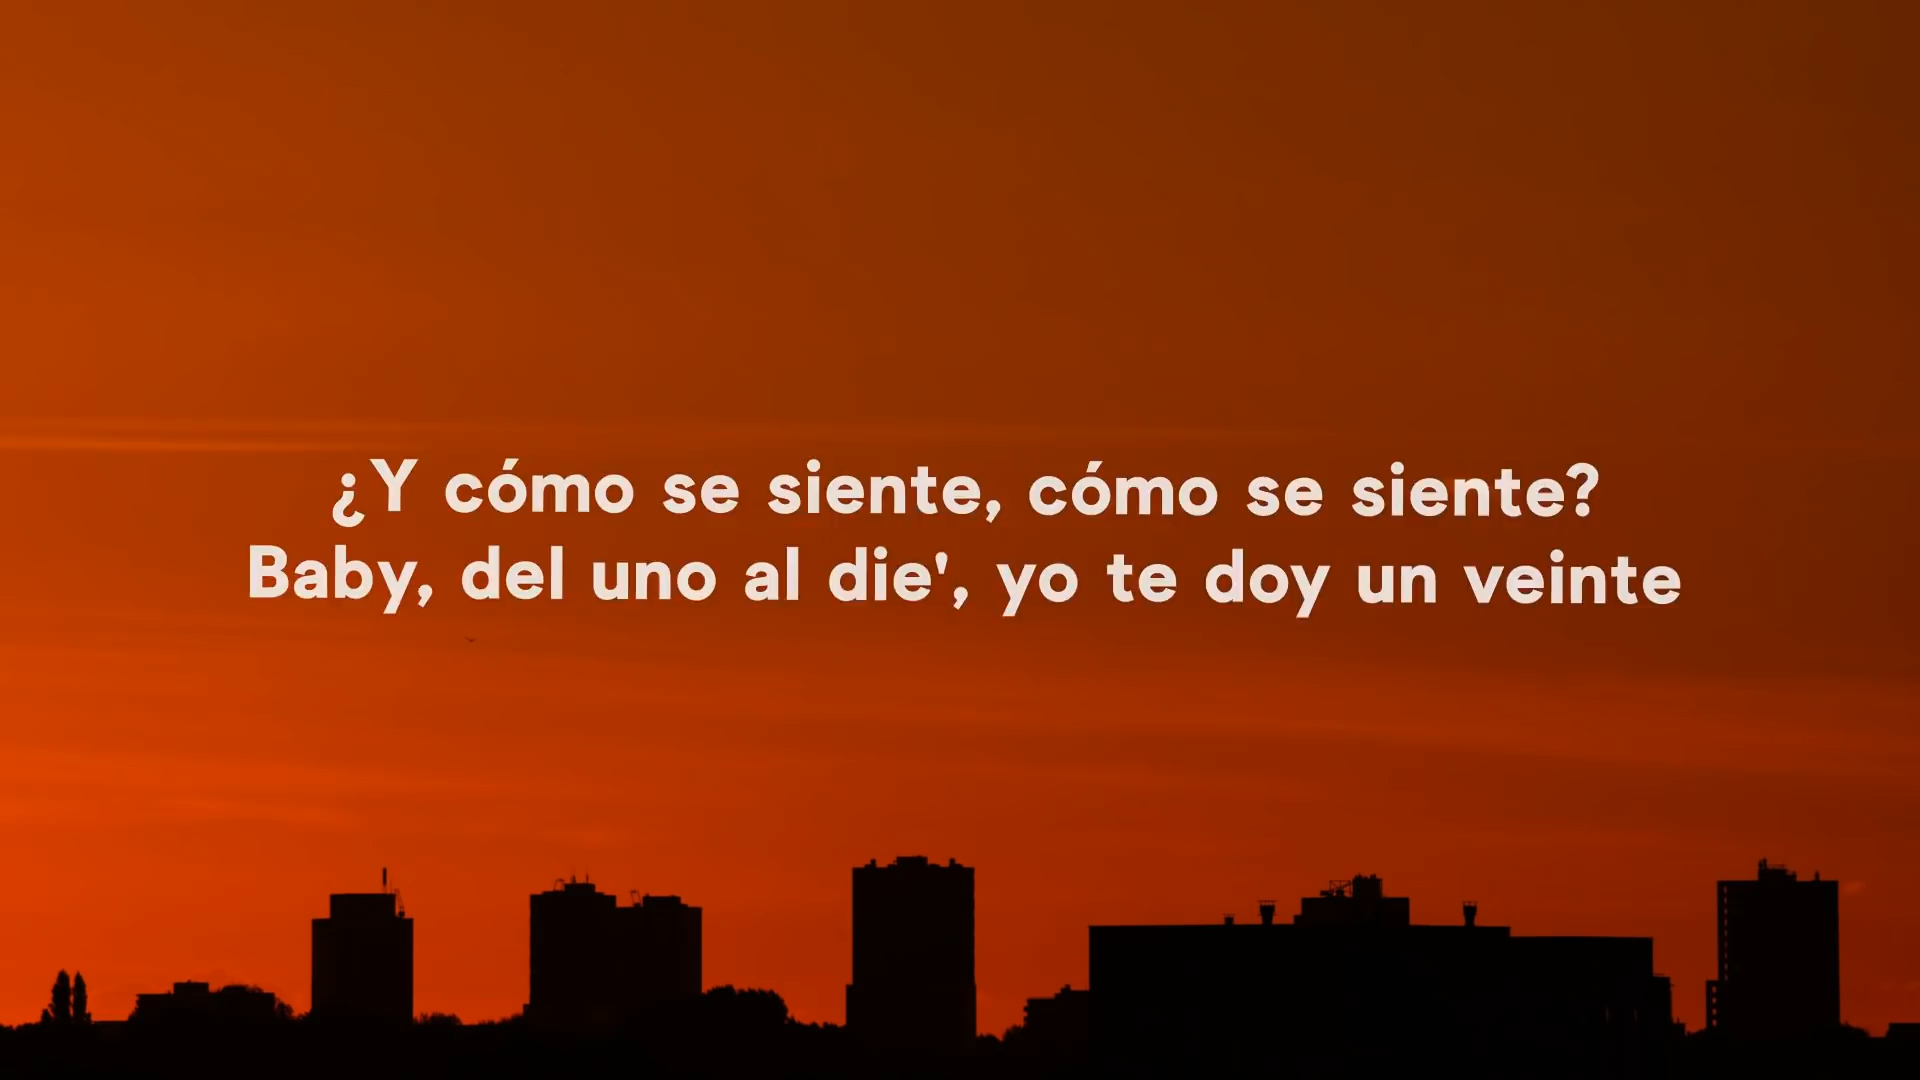 ¿Y cómo se siente, cómo se siente?
Baby, del uno al die', yo te doy un veinte